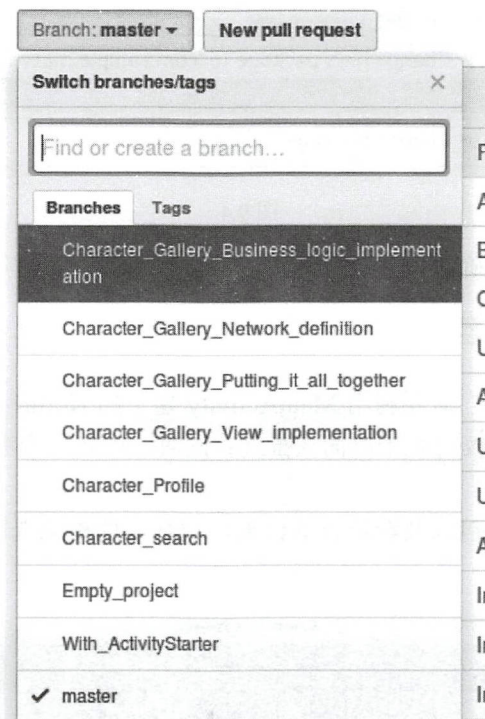 Branch: master
New pull request
Switch branches/tags
Find or create a branch...
Branches
Tags
Character_Gallery_Business_logic_implement
ation
Character_Gallery_Network_definition
Character_Gallery_Putting_it_all_together
Character_Gallery_View_implementation
Character_Profile
Character_search
Empty_project
With_ActivityStarter
master